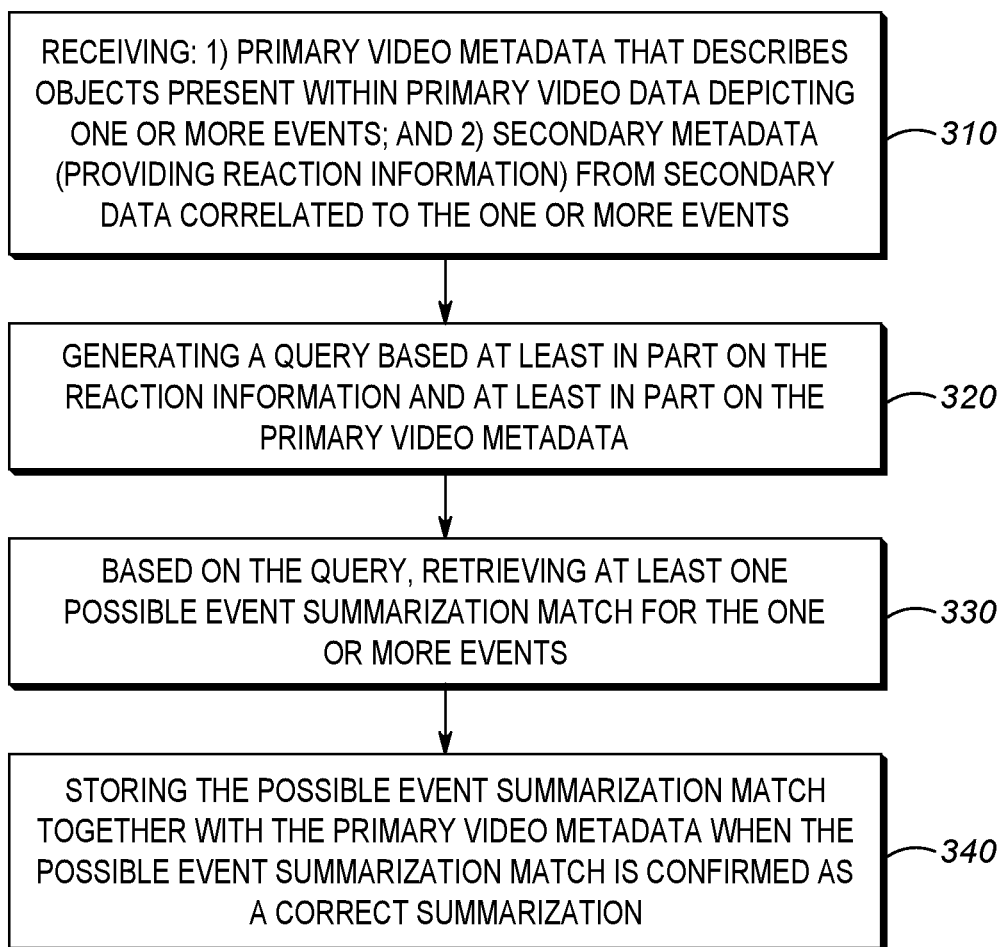 RECEIVING: 1) PRIMARY VIDEO METADATA THAT DESCRIBES
OBJECTS PRESENT WITHIN PRIMARY VIDEO DATA DEPICTING
ONE OR MORE EVENTS; AND 2) SECONDARY METADATA
(PROVIDING REACTION INFORMATION) FROM SECONDARY
DATA CORRELATED TO THE ONE OR MORE EVENTS
310
GENERATING A QUERY BASED AT LEAST IN PART ON THE
REACTION INFORMATION AND AT LEAST IN PART ON THE
PRIMARY VIDEO METADATA
320
BASED ON THE QUERY, RETRIEVING AT LEAST ONE
POSSIBLE EVENT SUMMARIZATION MATCH FOR THE ONE
OR MORE EVENTS
330
STORING THE POSSIBLE EVENT SUMMARIZATION MATCH
TOGETHER WITH THE PRIMARY VIDEO METADATA WHEN THE
POSSIBLE EVENT SUMMARIZATION MATCH IS CONFIRMED AS
A CORRECT SUMMARIZATION
340